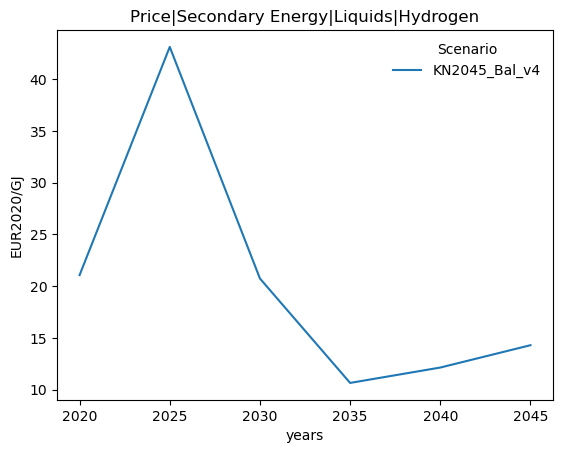 Price|Secondary Energy|Liquids|Hydrogen
Scenario
KN2045_Bal_v4
EUR2020/GJ
40
35
30
25
20
15
10
2020 2025 2030 2035 2040 2045
years